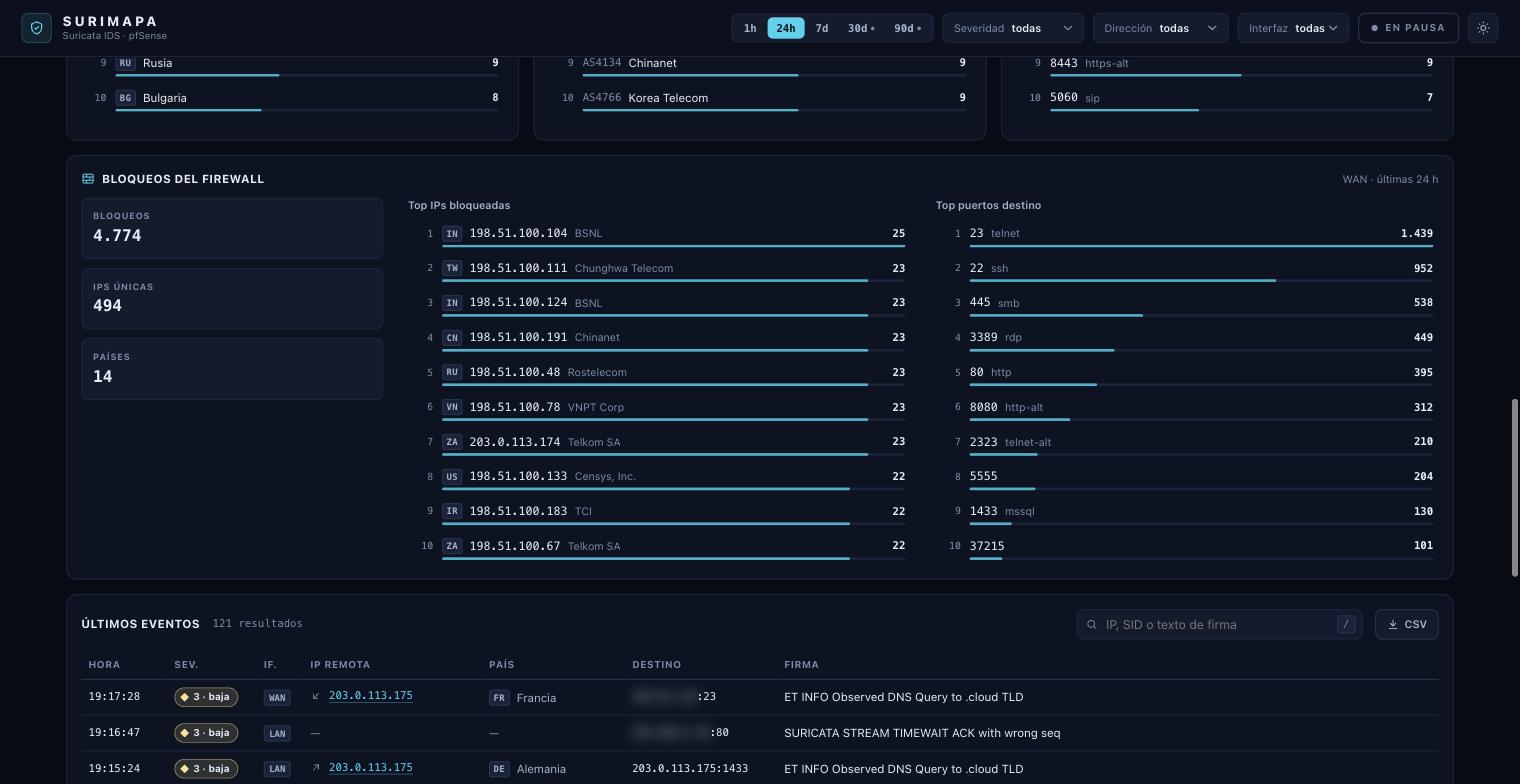 SURIMAPA
Suricata IDS · pfSense
1h 24h 7d 30d 90d
Severidad todas
Dirección todas
Interfaz todas
EN PAUSA
9 RU Rusia 9
10 BG Bulgaria 8
9 AS4134 Chinanet 9
10 AS4766 Korea Telecom 9
9 8443 https-alt 9
10 5060 sip 7
BLOQUEOS DEL FIREWALL
WAN · últimas 24 h
BLOQUEOS
4.774
IPS ÚNICAS
494
PAÍSES
14
Top IPs bloqueadas
1 IN 198.51.100.104 BSNL 25
2 TW 198.51.100.111 Chunghwa Telecom 23
3 IN 198.51.100.124 BSNL 23
4 CN 198.51.100.191 Chinanet 23
5 RU 198.51.100.48 Rostelecom 23
6 VN 198.51.100.78 VNPT Corp 23
7 ZA 203.0.113.174 Telkom SA 23
8 US 198.51.100.133 Censys, Inc. 22
9 IR 198.51.100.183 TCI 22
10 ZA 198.51.100.67 Telkom SA 22
Top puertos destino
1 23 telnet 1.439
2 22 ssh 952
3 445 smb 538
4 3389 rdp 449
5 80 http 395
6 8080 http-alt 312
7 2323 telnet-alt 210
8 5555 204
9 1433 mssql 130
10 37215 101
ÚLTIMOS EVENTOS 121 resultados
IP, SID o texto de firma /
CSV
HORA SEV. IF. IP REMOTA PAÍS DESTINO FIRMA
19:17:28 3 · baja WAN ↙ 203.0.113.175 FR Francia :23 ET INFO Observed DNS Query to .cloud TLD
19:16:47 3 · baja LAN — — :80 SURICATA STREAM TIMEWAIT ACK with wrong seq
19:15:24 3 · baja LAN ↗ 203.0.113.175 DE Alemania 203.0.113.175:1433 ET INFO Observed DNS Query to .cloud TLD